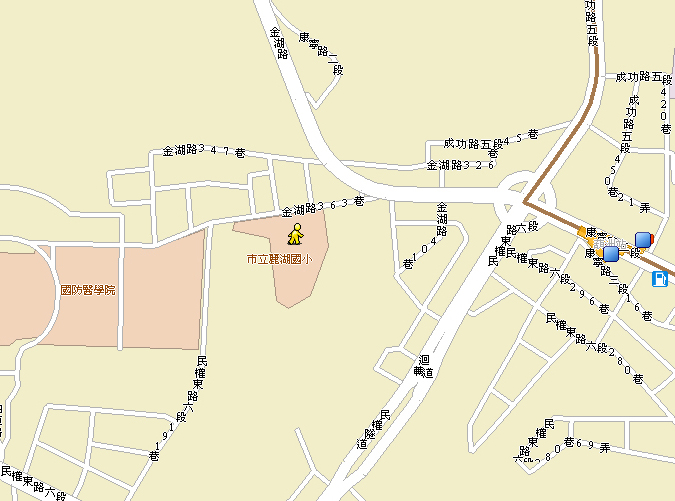 金湖路
康寧路二段
成功路五段
成功路五段420巷
成功路五段450巷21弄
金湖路347巷
成功路五段45巷
金湖路326巷
金湖路363巷
金湖路
104巷
民權東路六段
康寧路三段
市立麗湖國小
國防醫學院
民權東路六段296巷
康寧路三段16巷
民權東路六段280巷
迴轉道
民權隧道
民權東路六段191巷
民權東路六段280巷69弄
民權東路六段